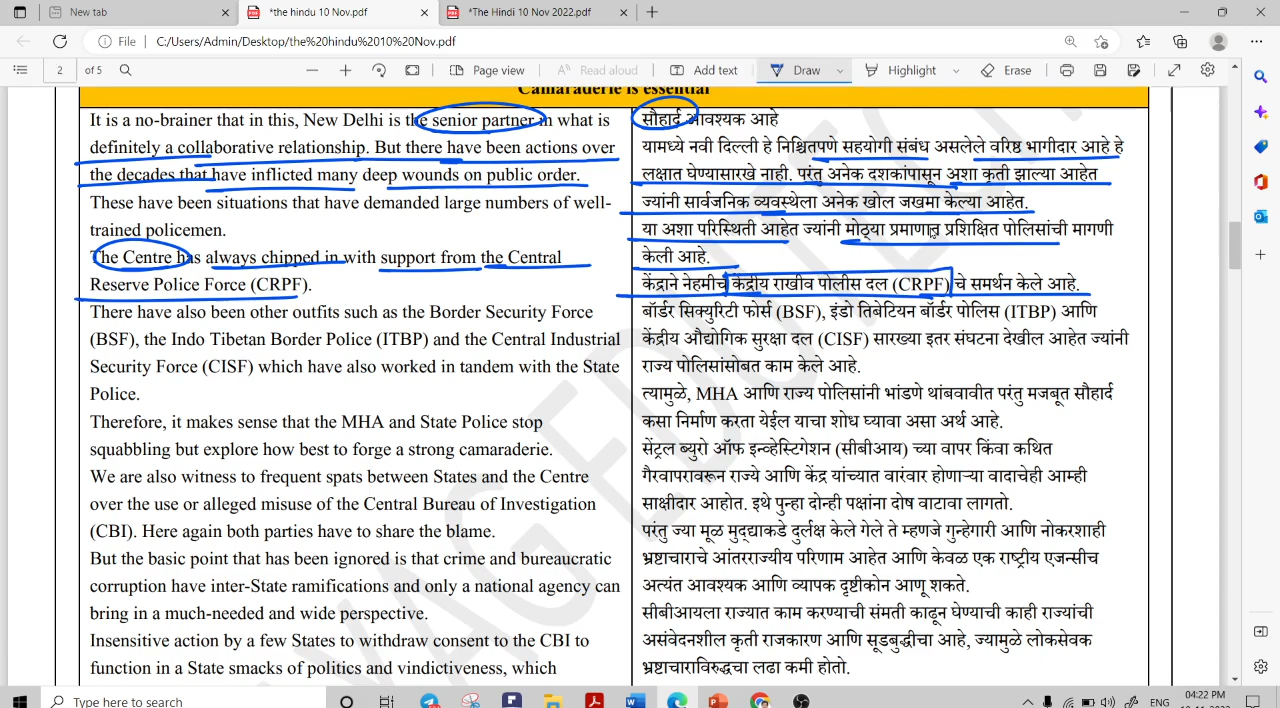 New tab
*the hindu 10 Nov.pdf
*The Hindi 10 Nov 2022.pdf
File | C:/Users/Admin/Desktop/the%20hindu%2010%20Nov.pdf
2 of 5
Page view
Read aloud
Add text
Draw
Highlight
Erase
Camaraderie is essential
It is a no-brainer that in this, New Delhi is the senior partner in what is
definitely a collaborative relationship. But there have been actions over
the decades that have inflicted many deep wounds on public order.
These have been situations that have demanded large numbers of well-
trained policemen.
The Centre has always chipped in with support from the Central
Reserve Police Force (CRPF).
There have also been other outfits such as the Border Security Force
(BSF), the Indo Tibetan Border Police (ITBP) and the Central Industrial
Security Force (CISF) which have also worked in tandem with the State
Police.
Therefore, it makes sense that the MHA and State Police stop
squabbling but explore how best to forge a strong camaraderie.
We are also witness to frequent spats between States and the Centre
over the use or alleged misuse of the Central Bureau of Investigation
(CBI). Here again both parties have to share the blame.
But the basic point that has been ignored is that crime and bureaucratic
corruption have inter-State ramifications and only a national agency can
bring in a much-needed and wide perspective.
Insensitive action by a few States to withdraw consent to the CBI to
function in a State smacks of politics and vindictiveness, which
सौहार्द आवश्यक आहे
यामध्ये नवी दिल्ली हे निश्चितपणे सहयोगी संबंध असलेले वरिष्ठ भागीदार आहे हे
लक्षात घेण्यासारखे नाही. परंतु अनेक दशकांपासून अशा कृती झाल्या आहेत
ज्यांनी सार्वजनिक व्यवस्थेला अनेक खोल जखमा केल्या आहेत.
या अशा परिस्थिती आहेत ज्यांनी मोठ्या प्रमाणात प्रशिक्षित पोलिसांची मागणी
केली आहे.
केंद्राने नेहमीच केंद्रीय राखीव पोलीस दल (CRPF) चे समर्थन केले आहे.
बॉर्डर सिक्युरिटी फोर्स (BSF), इंडो तिबेटियन बॉर्डर पोलिस (ITBP) आणि
केंद्रीय औद्योगिक सुरक्षा दल (CISF) सारख्या इतर संघटना देखील आहेत ज्यांनी
राज्य पोलिसांसोबत काम केले आहे.
त्यामुळे, MHA आणि राज्य पोलिसांनी भांडणे थांबवावीत परंतु मजबूत सौहार्द
कसा निर्माण करता येईल याचा शोध घ्यावा असा अर्थ आहे.
सेंट्रल ब्युरो ऑफ इन्व्हेस्टिगेशन (सीबीआय) च्या वापर किंवा कथित
गैरवापरावरून राज्ये आणि केंद्र यांच्यात वारंवार होणाऱ्या वादाचेही आम्ही
साक्षीदार आहोत. इथे पुन्हा दोन्ही पक्षांना दोष वाटावा लागतो.
परंतु ज्या मूळ मुद्द्याकडे दुर्लक्ष केले गेले ते म्हणजे गुन्हेगारी आणि नोकरशाही
भ्रष्टाचाराचे आंतरराज्यीय परिणाम आहेत आणि केवळ एक राष्ट्रीय एजन्सीच
अत्यंत आवश्यक आणि व्यापक दृष्टीकोन आणू शकते.
सीबीआयला राज्यात काम करण्याची संमती काढून घेण्याची काही राज्यांची
असंवेदनशील कृती राजकारण आणि सूडबुद्धीचा आहे, ज्यामुळे लोकसेवक
भ्रष्टाचाराविरुद्धचा लढा कमी होतो.
Type here to search
ENG
04:22 PM